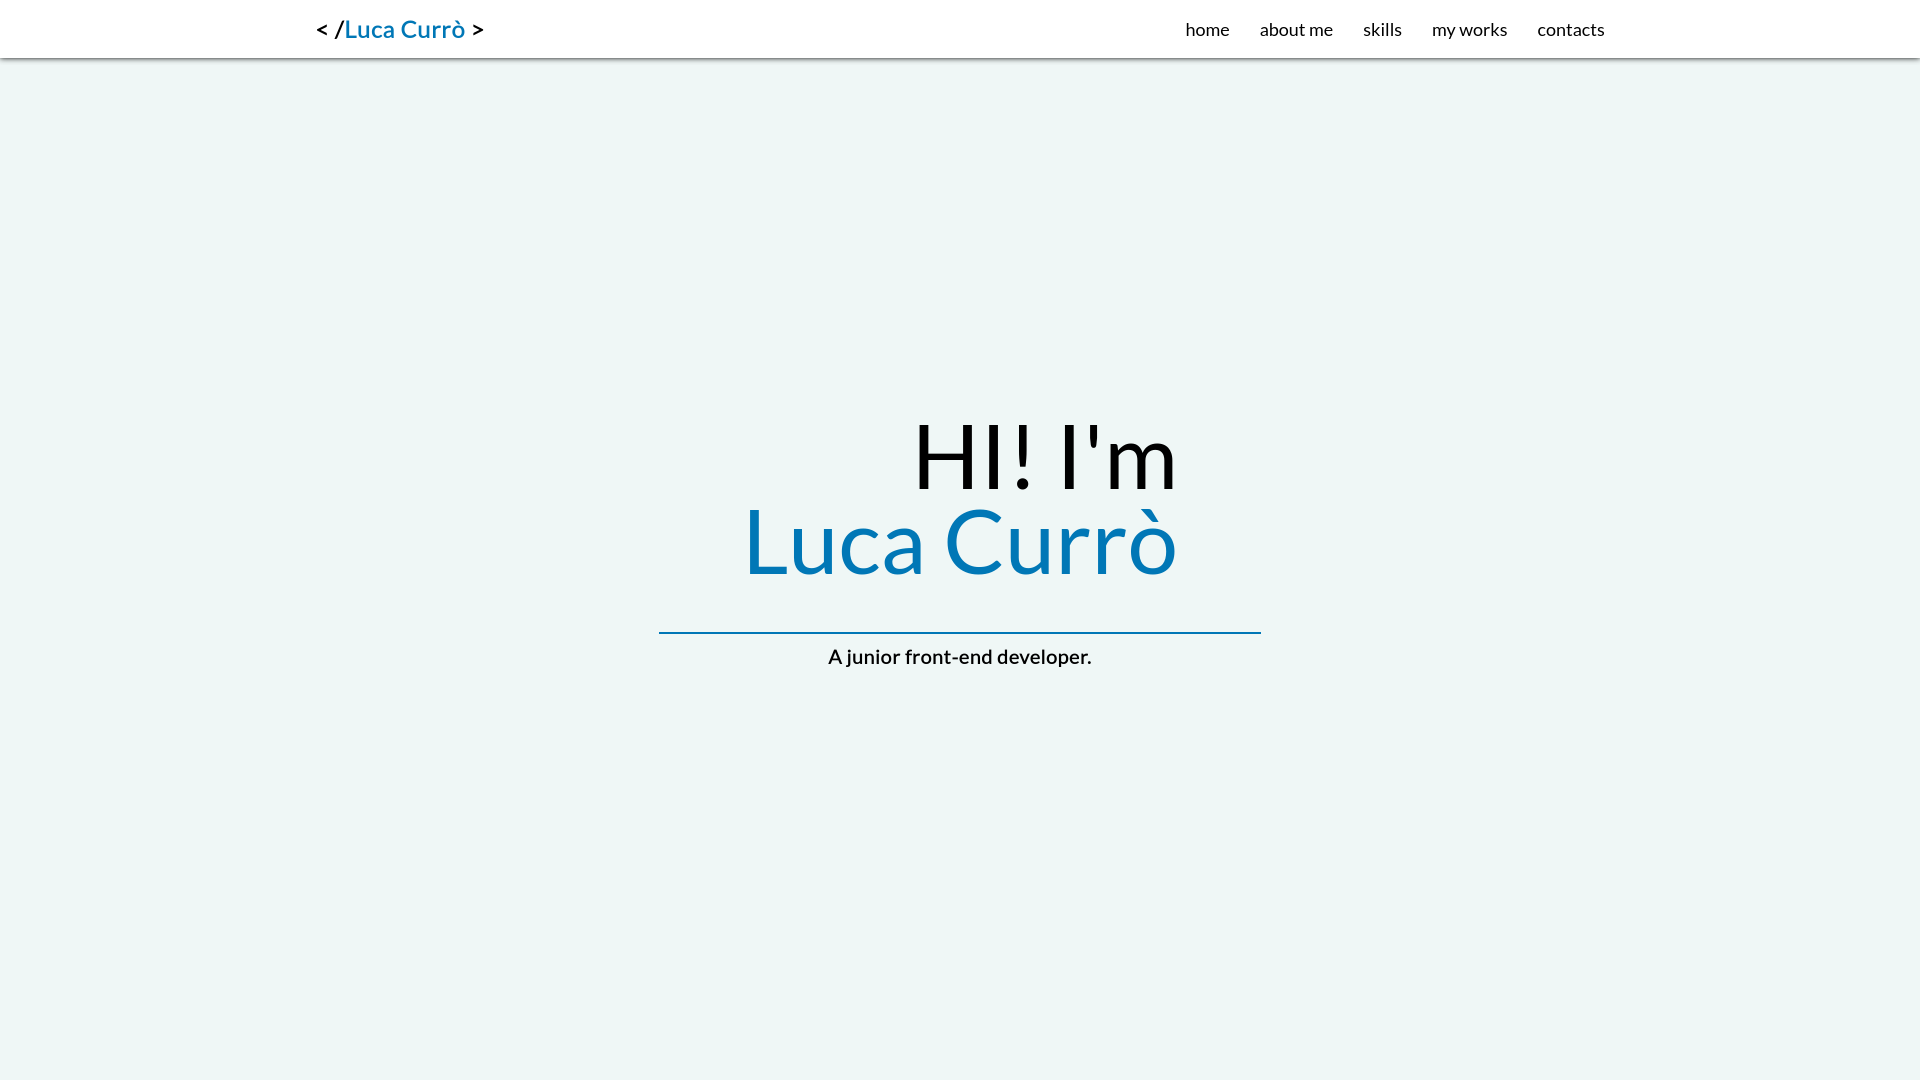 < /Luca Currò >
home about me skills my works contacts
HI! I'm
Luca Currò
A junior front-end developer.